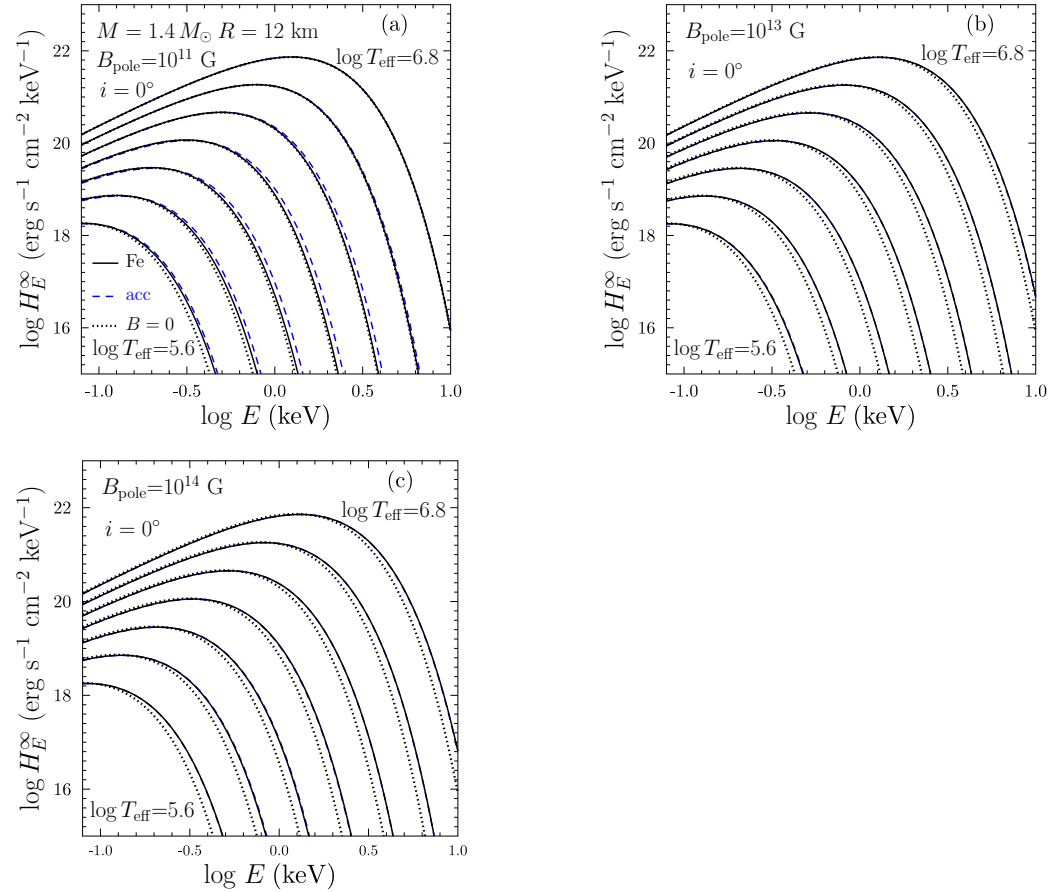 (a)
M = 1.4 M⊙ R = 12 km
B_pole=10^11 G
log T_eff=6.8
i = 0°
Fe
acc
B = 0
log T_eff=5.6
22
20
18
16
-1.0 -0.5 0.0 0.5 1.0
log E (keV)
log H_E^∞ (erg s^−1 cm^−2 keV^−1)
(b)
B_pole=10^13 G
log T_eff=6.8
i = 0°
log T_eff=5.6
22
20
18
16
-1.0 -0.5 0.0 0.5 1.0
log E (keV)
log H_E^∞ (erg s^−1 cm^−2 keV^−1)
(c)
B_pole=10^14 G
log T_eff=6.8
i = 0°
log T_eff=5.6
22
20
18
16
-1.0 -0.5 0.0 0.5 1.0
log E (keV)
log H_E^∞ (erg s^−1 cm^−2 keV^−1)